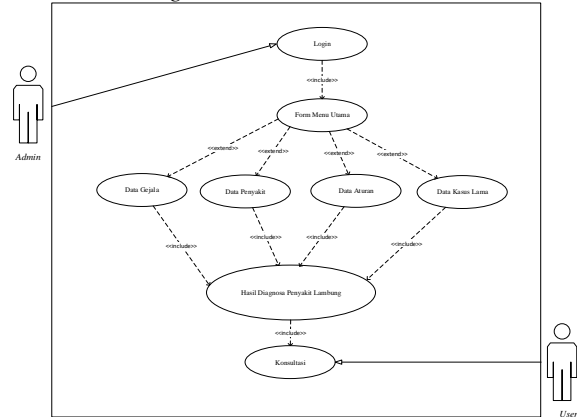 Login
<<include>>
Admin
Form Menu Utama
<<extend>>
<<extend>>
<<extend>>
<<extend>>
Data Gejala
Data Penyakit
Data Aturan
Data Kasus Lama
<<include>>
<<include>>
<<include>>
<<include>>
Hasil Diagnosa Penyakit Lambung
<<include>>
Konsultasi
User